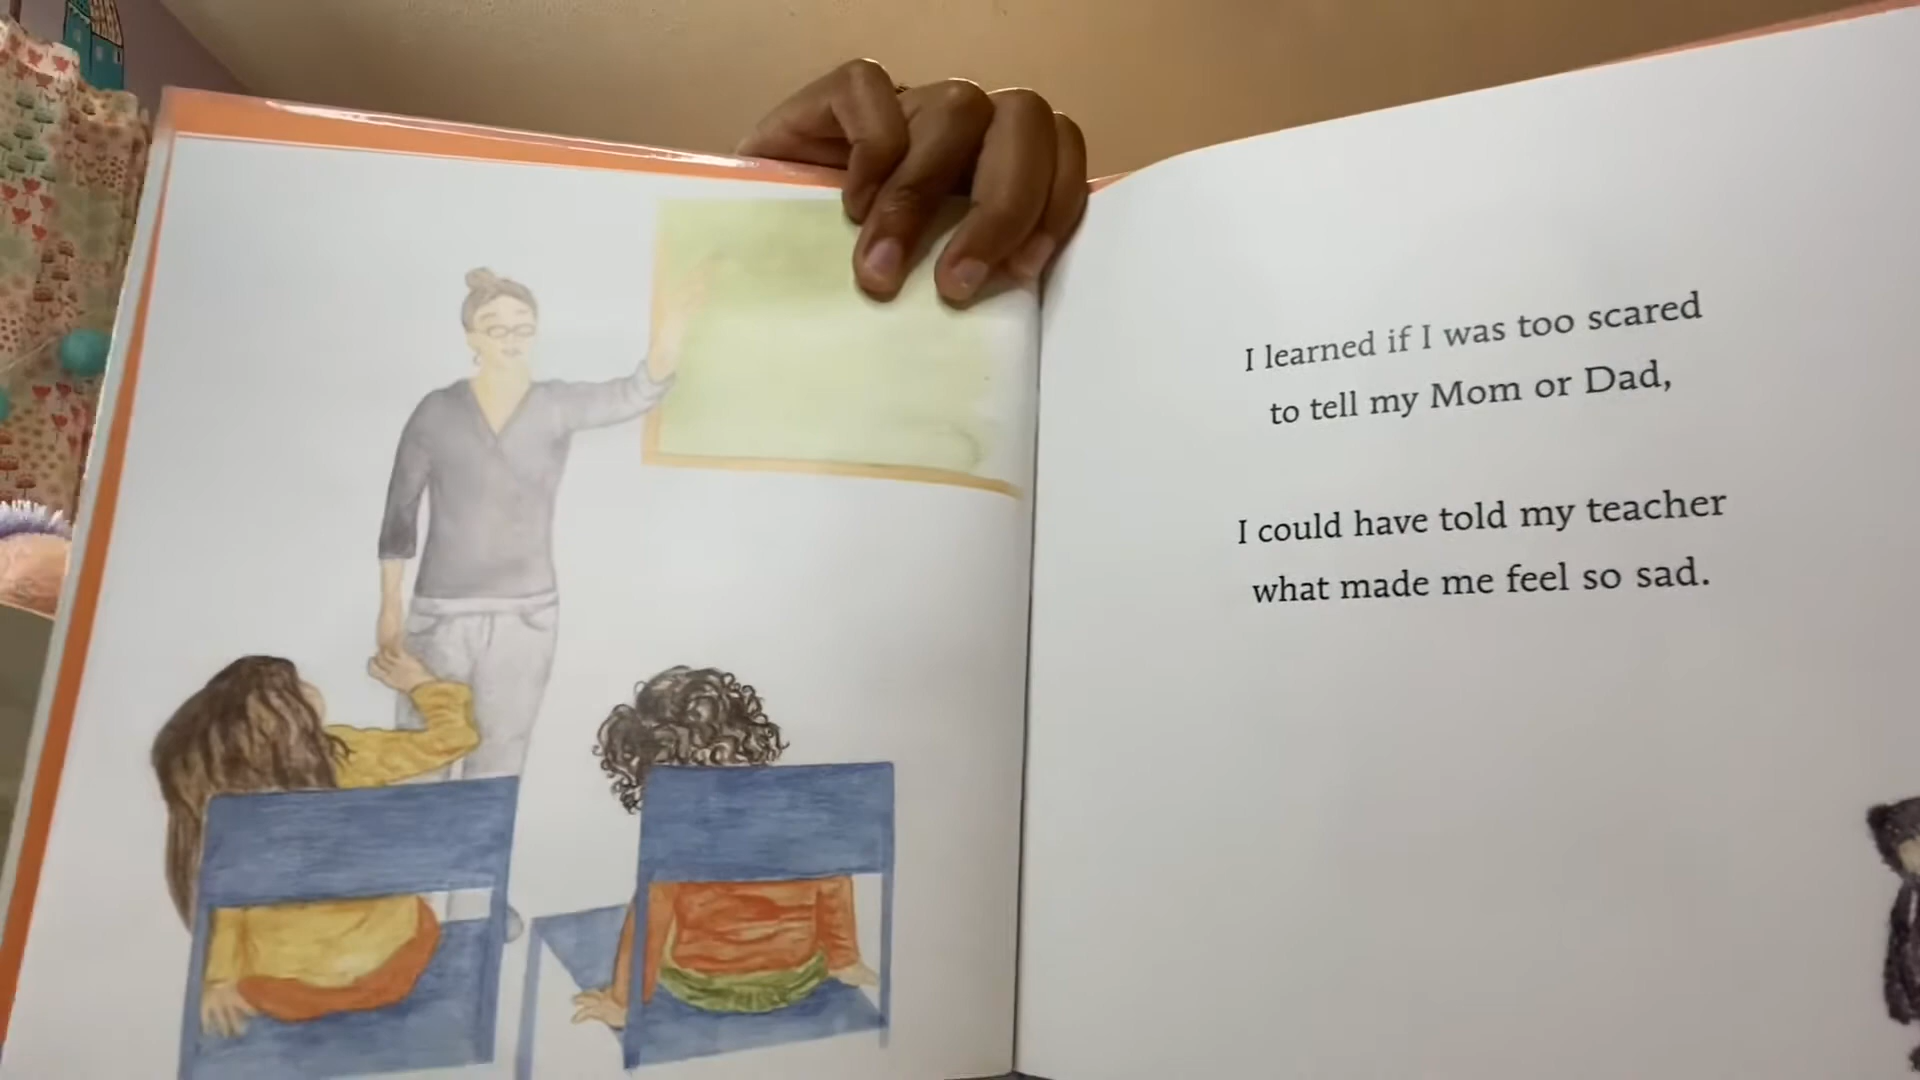 I learned if I was too scared
to tell my Mom or Dad,
I could have told my teacher
what made me feel so sad.